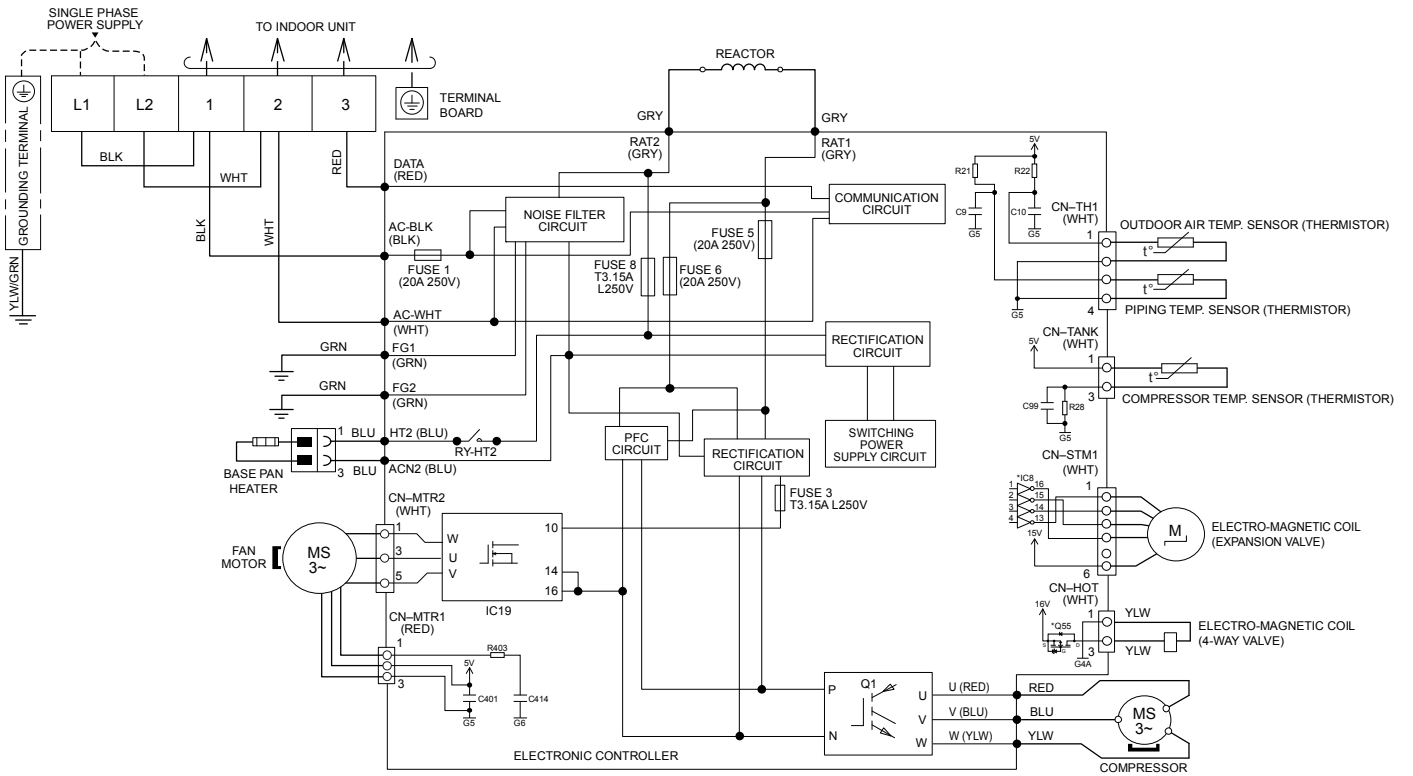 SINGLE PHASE
POWER SUPPLY
TO INDOOR UNIT
L1
L2
1
2
3
TERMINAL
BOARD
GROUNDING TERMINAL
YLW/GRN
BLK
WHT
RED
BLK
WHT
REACTOR
GRY
GRY
RAT2
(GRY)
RAT1
(GRY)
DATA
(RED)
AC-BLK
(BLK)
FUSE 1
(20A 250V)
NOISE FILTER
CIRCUIT
COMMUNICATION
CIRCUIT
FUSE 5
(20A 250V)
FUSE 8
T3.15A
L250V
FUSE 6
(20A 250V)
AC-WHT
(WHT)
GRN
FG1
(GRN)
GRN
FG2
(GRN)
RECTIFICATION
CIRCUIT
SWITCHING
POWER
SUPPLY CIRCUIT
BASE PAN
HEATER
1
3
BLU
BLU
HT2 (BLU)
RY-HT2
ACN2 (BLU)
PFC
CIRCUIT
RECTIFICATION
CIRCUIT
FUSE 3
T3.15A L250V
CN–MTR2
(WHT)
1
3
5
FAN
MOTOR
MS
3~
W
U
V
10
14
16
IC19
CN–MTR1
(RED)
1
3
R403
5V
C401
G5
C414
G6
5V
R21
R22
C9
C10
G5
G5
CN–TH1
(WHT)
1
4
G5
OUTDOOR AIR TEMP. SENSOR (THERMISTOR)
t°
t°
PIPING TEMP. SENSOR (THERMISTOR)
CN–TANK
(WHT)
5V
1
3
t°
C99
R28
G5
COMPRESSOR TEMP. SENSOR (THERMISTOR)
CN–STM1
(WHT)
1
6
*IC8
1
2
3
4
16
15
14
13
15V
M
ELECTRO-MAGNETIC COIL
(EXPANSION VALVE)
CN–HOT
(WHT)
16V
*Q55
S
G
D
G4A
1
3
YLW
YLW
ELECTRO-MAGNETIC COIL
(4-WAY VALVE)
P
N
Q1
U
V
W
U (RED)
V (BLU)
W (YLW)
RED
BLU
YLW
MS
3~
COMPRESSOR
ELECTRONIC CONTROLLER